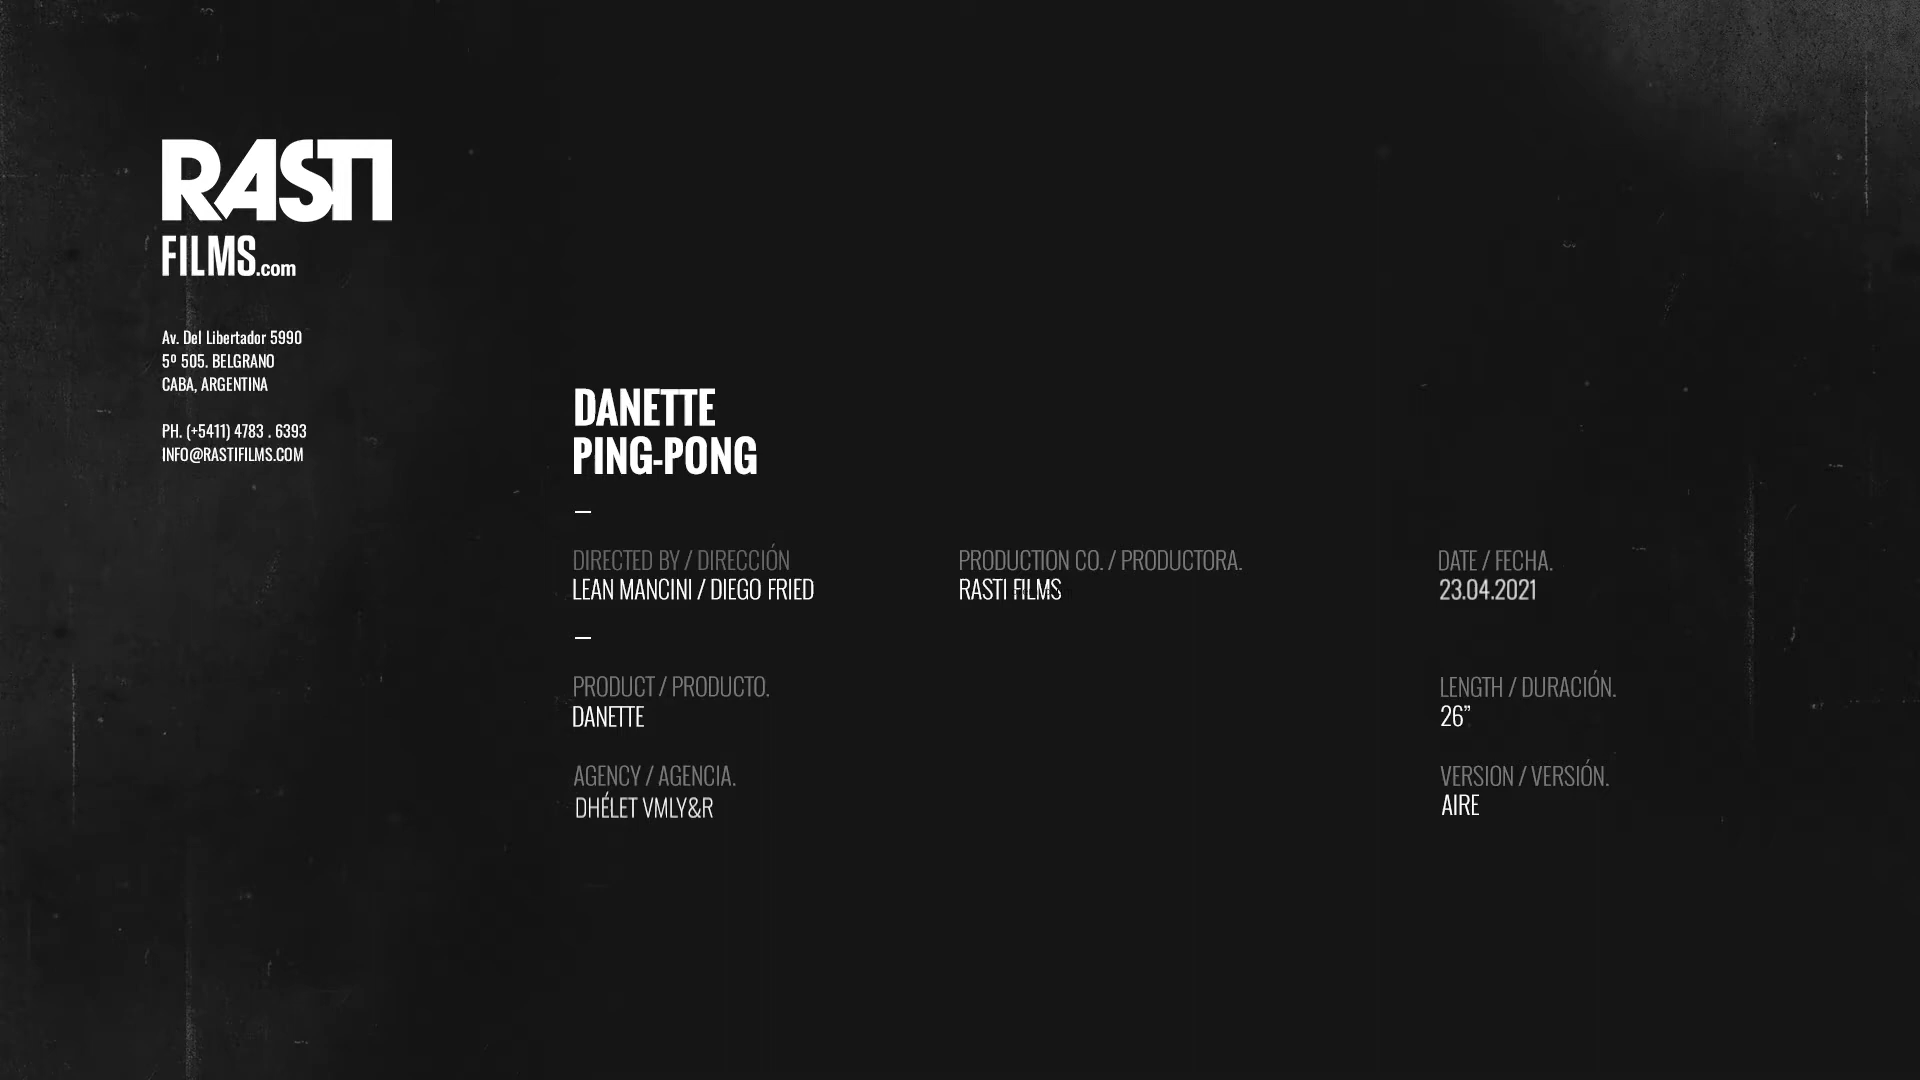 RASTI
FILMS.com
Av. Del Libertador 5990
5º 505. BELGRANO
CABA, ARGENTINA
PH. (+5411) 4783 . 6393
INFO@RASTIFILMS.COM
DANETTE
PING-PONG
DIRECTED BY / DIRECCIÓN
LEAN MANCINI / DIEGO FRIED
PRODUCTION CO. / PRODUCTORA.
RASTI FILMS
DATE / FECHA.
23.04.2021
PRODUCT / PRODUCTO.
DANETTE
LENGTH / DURACIÓN.
26”
AGENCY / AGENCIA.
DHÉLET VMLY&R
VERSION / VERSIÓN.
AIRE